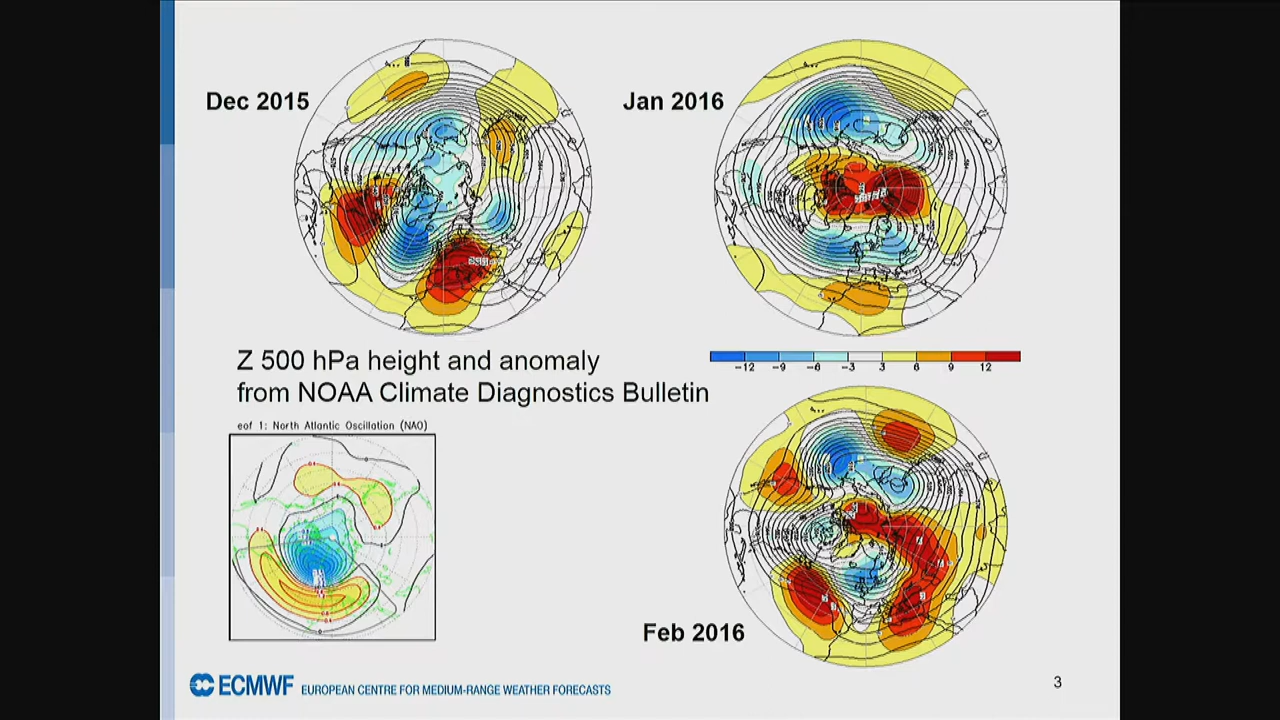 Dec 2015
Jan 2016
Z 500 hPa height and anomaly
from NOAA Climate Diagnostics Bulletin
−12 −9 −6 −3 3 6 9 12
eof 1: North Atlantic Oscillation (NAO)
Feb 2016
ECMWF EUROPEAN CENTRE FOR MEDIUM-RANGE WEATHER FORECASTS
3